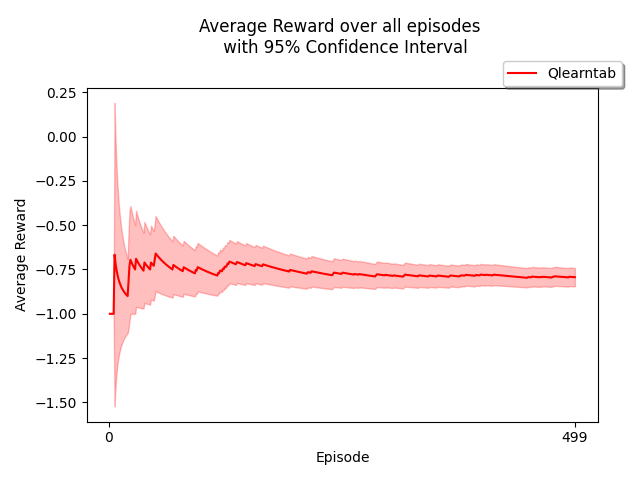 Average Reward over all episodes
with 95% Confidence Interval
Qlearntab
0.25
0.00
−0.25
−0.50
−0.75
−1.00
−1.25
−1.50
Average Reward
0 499
Episode